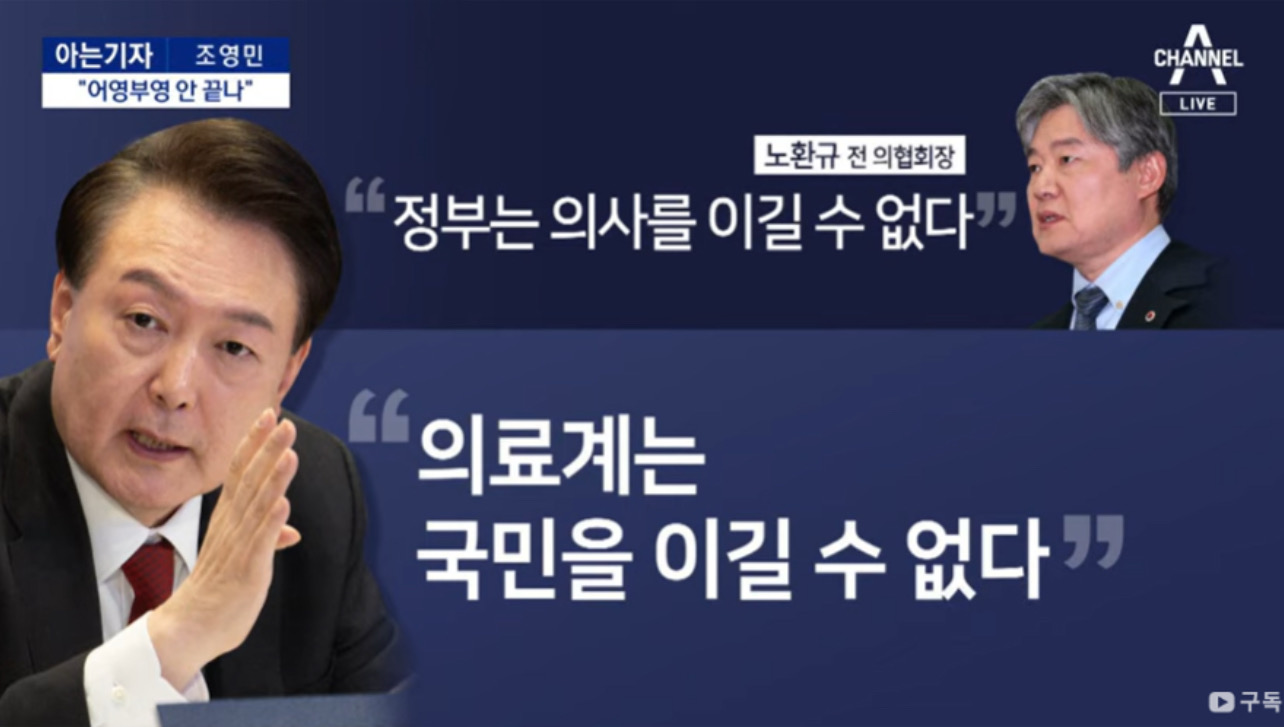 아는기자 조영민
"어영부영 안 끝나"
CHANNEL A
LIVE
노환규 전 의협회장
“정부는 의사를 이길 수 없다”
“의료계는
국민을 이길 수 없다”
구독